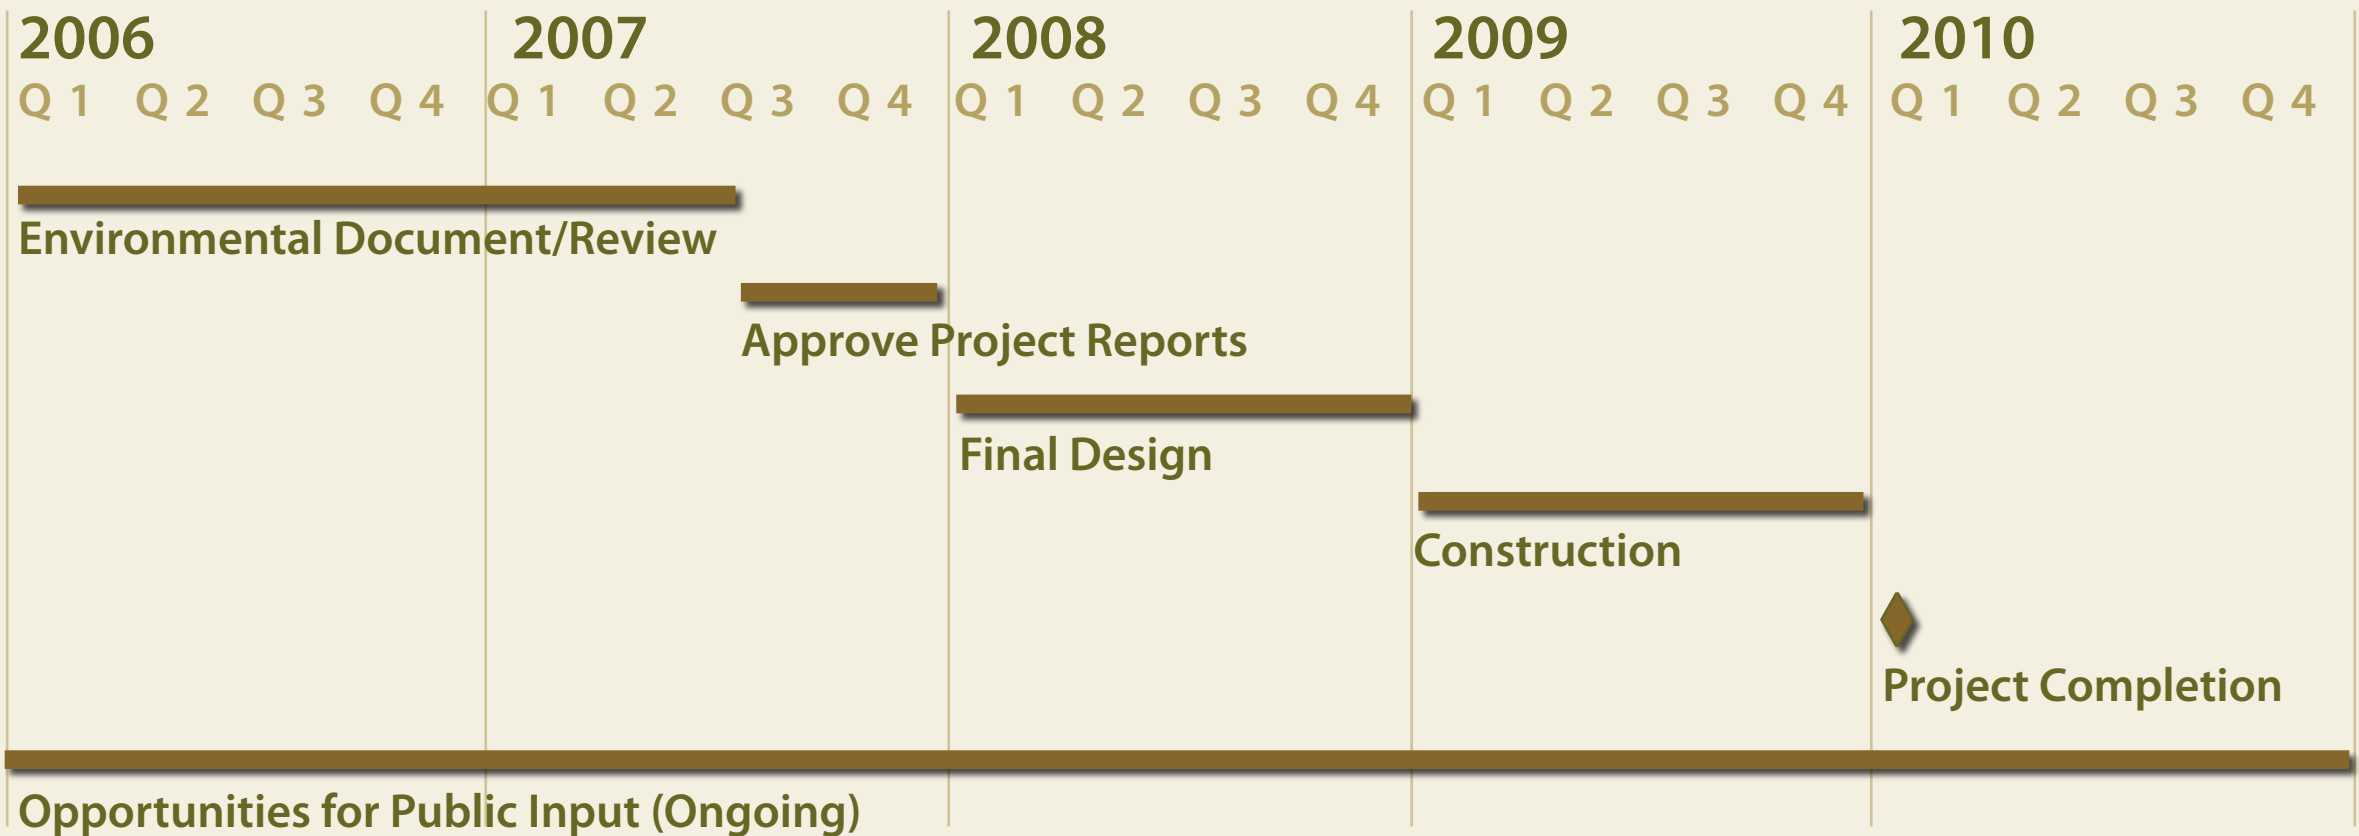 2006 2007 2008 2009 2010
Q 1 Q 2 Q 3 Q 4 Q 1 Q 2 Q 3 Q 4 Q 1 Q 2 Q 3 Q 4 Q 1 Q 2 Q 3 Q 4 Q 1 Q 2 Q 3 Q 4
Environmental Document/Review
Approve Project Reports
Final Design
Construction
Project Completion
Opportunities for Public Input (Ongoing)